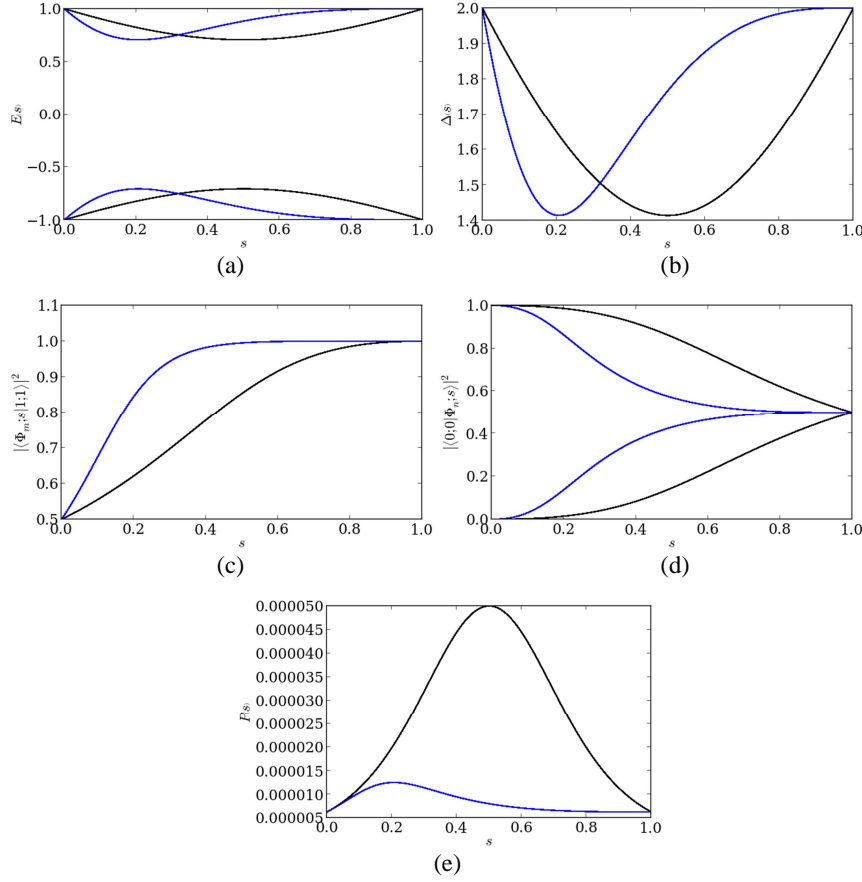 1.0
0.5
0.0
−0.5
−1.0
E(s)
0.0 0.2 0.4 0.6 0.8 1.0
s
(a)
2.0
1.9
1.8
1.7
1.6
1.5
1.4
Δ(s)
0.0 0.2 0.4 0.6 0.8 1.0
s
(b)
1.1
1.0
0.9
0.8
0.7
0.6
0.5
|⟨Φm;s|1;1⟩|²
0.0 0.2 0.4 0.6 0.8 1.0
s
(c)
1.0
0.8
0.6
0.4
0.2
0.0
|⟨0;0|Φn;s⟩|²
0.0 0.2 0.4 0.6 0.8 1.0
s
(d)
0.000050
0.000045
0.000040
0.000035
0.000030
0.000025
0.000020
0.000015
0.000010
0.000005
P(s)
0.0 0.2 0.4 0.6 0.8 1.0
s
(e)